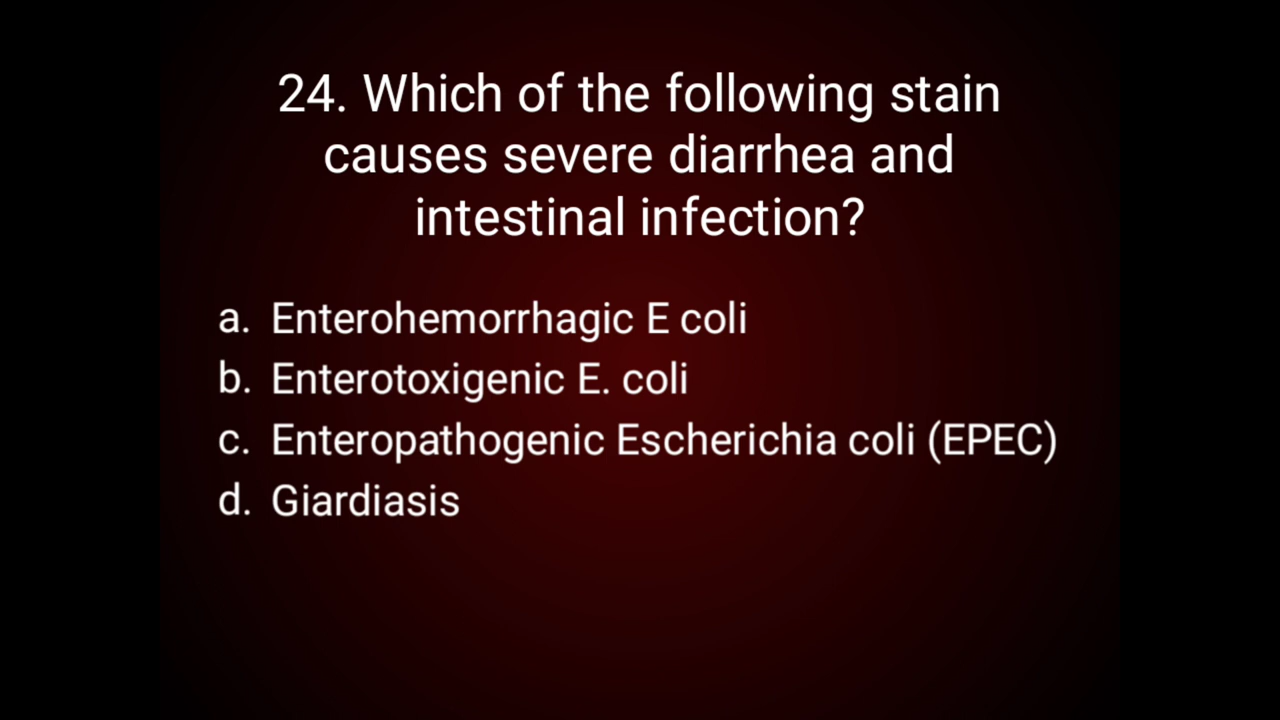 24. Which of the following stain
causes severe diarrhea and
intestinal infection?
a. Enterohemorrhagic E coli
b. Enterotoxigenic E. coli
c. Enteropathogenic Escherichia coli (EPEC)
d. Giardiasis